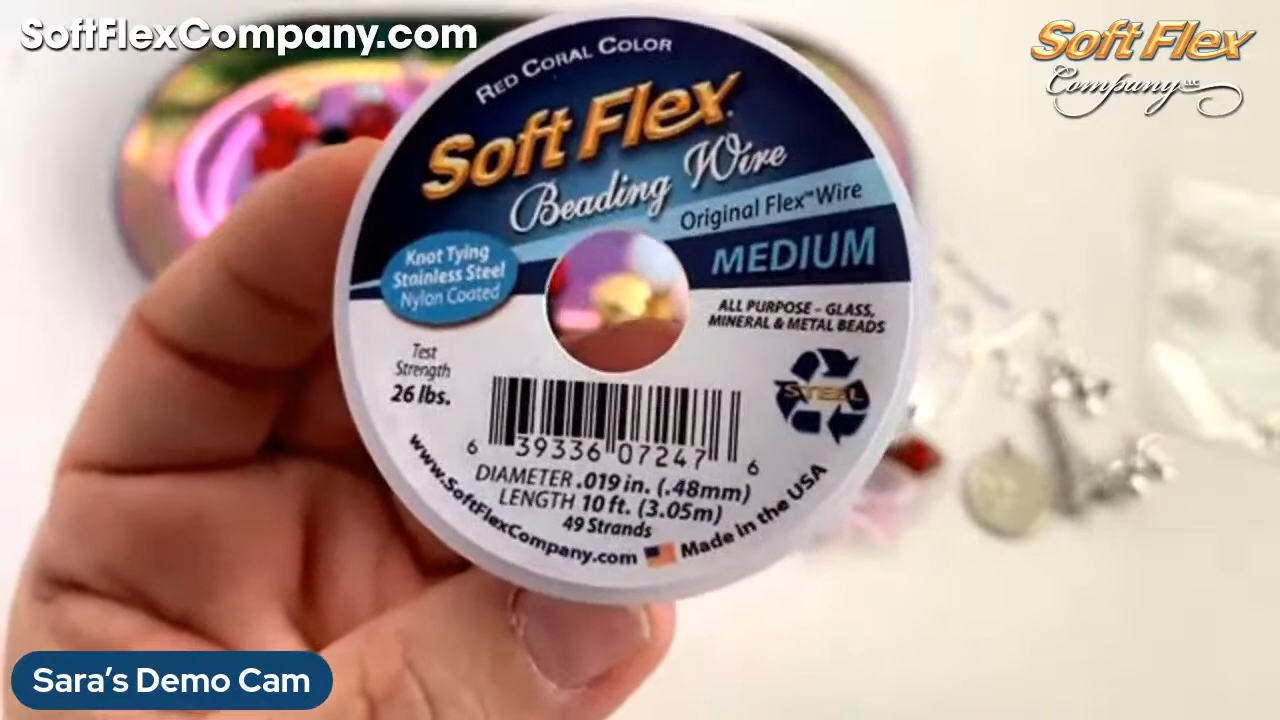 SoftFlexCompany.com
Soft Flex
Company LLC
RED CORAL COLOR
Soft Flex
Beading Wire
Original Flex™ Wire
MEDIUM
Knot Tying
Stainless Steel
Nylon Coated
ALL PURPOSE – GLASS,
MINERAL & METAL BEADS
Test
Strength
26 lbs.
STEEL
6 39336 07247 6
DIAMETER .019 in. (.48mm)
LENGTH 10 ft. (3.05m)
49 Strands
www.SoftFlexCompany.com
Made in the USA
Sara's Demo Cam